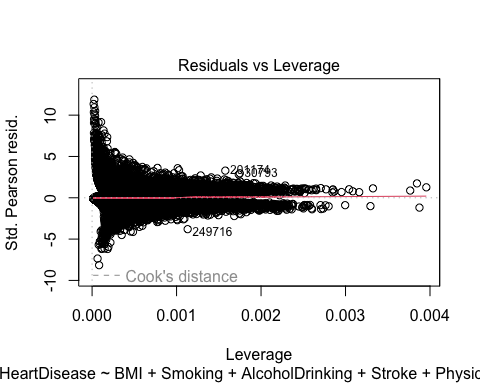 Residuals vs Leverage
Std. Pearson resid.
10
5
0
-5
-10
201174
249716
Cook's distance
0.000 0.001 0.002 0.003 0.004
Leverage
HeartDisease ~ BMI + Smoking + AlcoholDrinking + Stroke + Physic